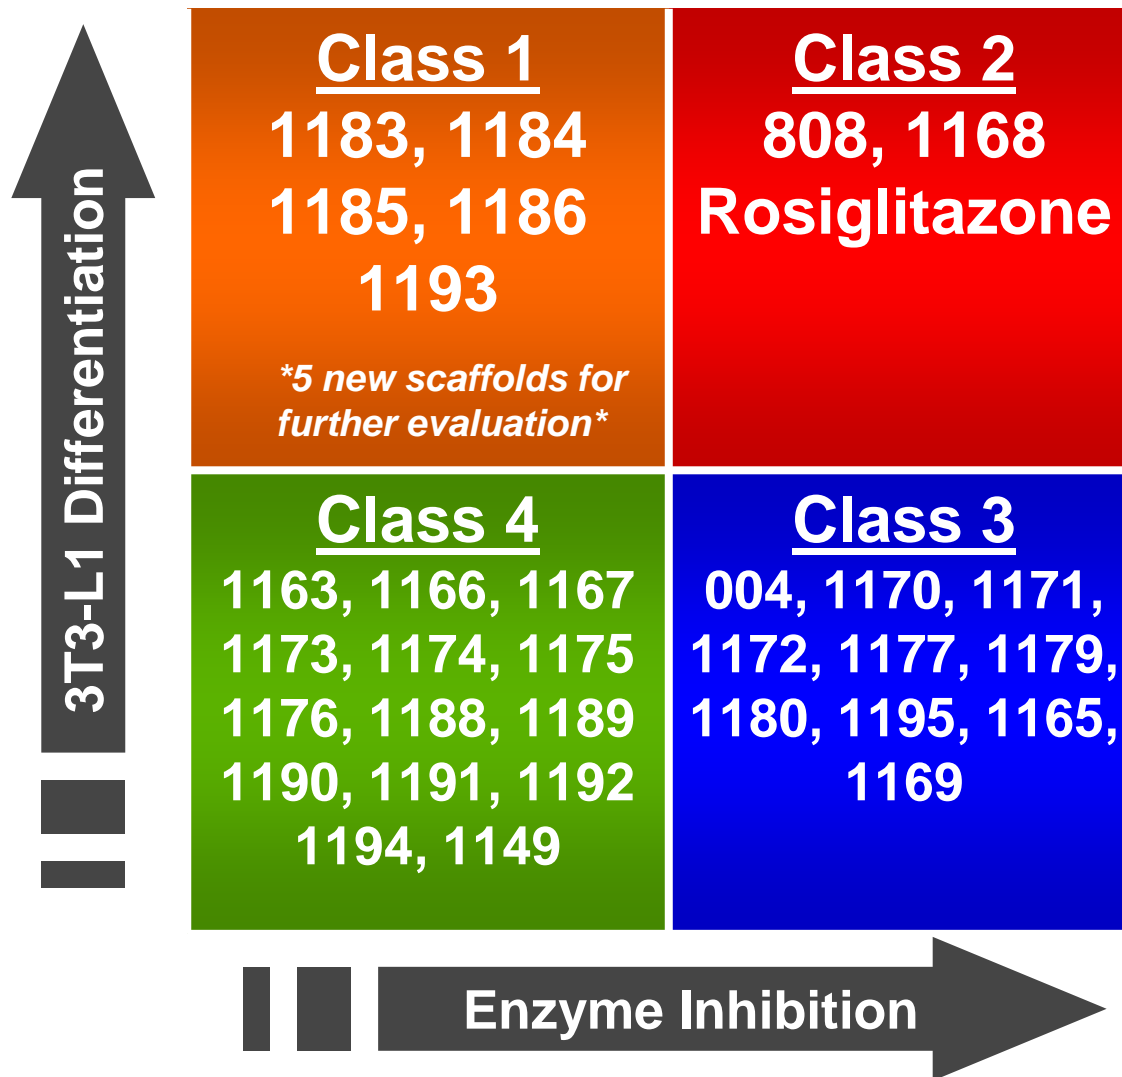 3T3-L1 Differentiation
Class 1
1183, 1184
1185, 1186
1193
*5 new scaffolds for
further evaluation*
Class 2
808, 1168
Rosiglitazone
Class 4
1163, 1166, 1167
1173, 1174, 1175
1176, 1188, 1189
1190, 1191, 1192
1194, 1149
Class 3
004, 1170, 1171,
1172, 1177, 1179,
1180, 1195, 1165,
1169
Enzyme Inhibition